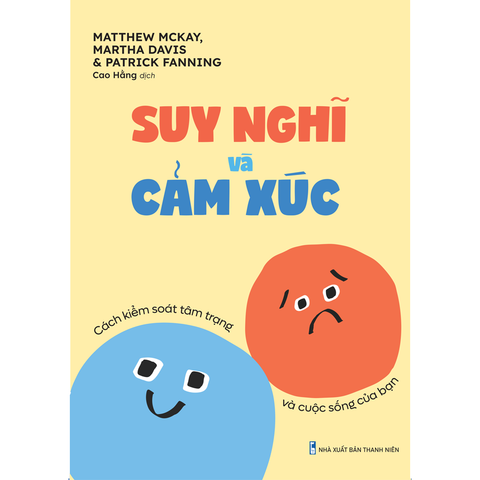 MATTHEW MCKAY,
MARTHA DAVIS
& PATRICK FANNING
Cao Hằng dịch
SUY NGHĨ
và
CẢM XÚC
Cách kiểm soát tâm trạng
và cuộc sống của bạn
NHÀ XUẤT BẢN THANH NIÊN